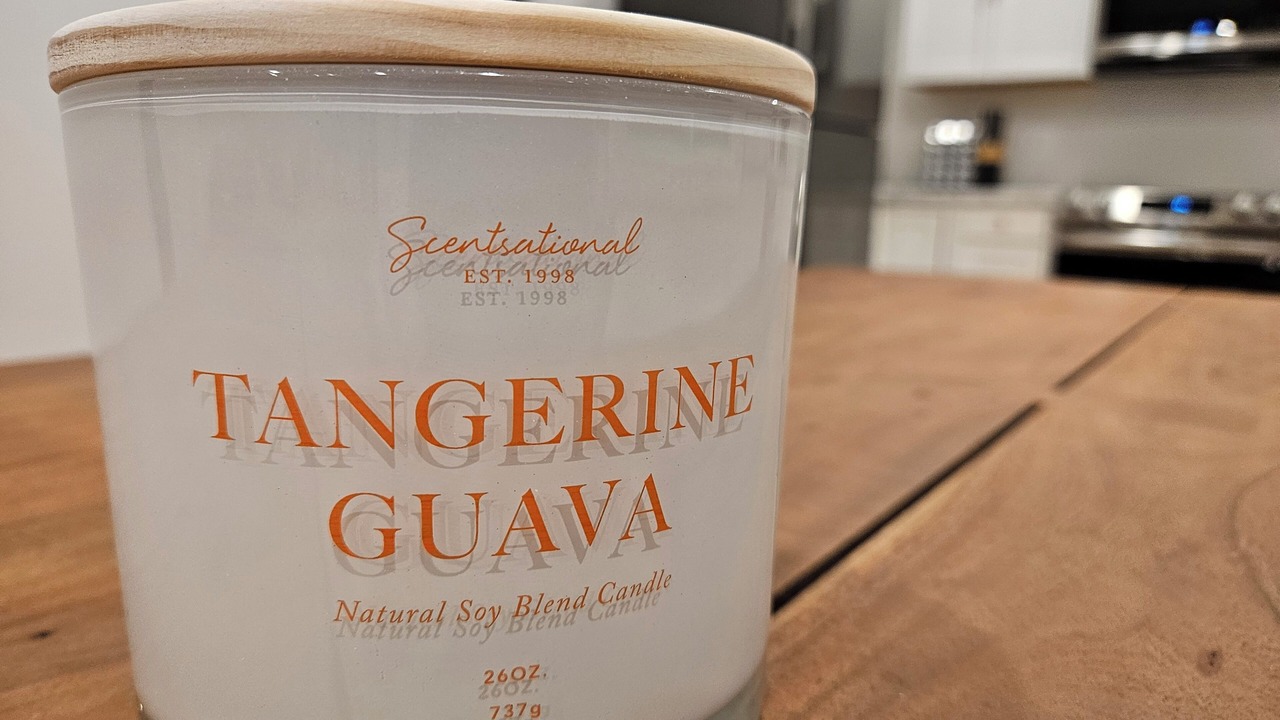 Scentsational
EST. 1998
TANGERINE
GUAVA
Natural Soy Blend Candle
26OZ.
737g